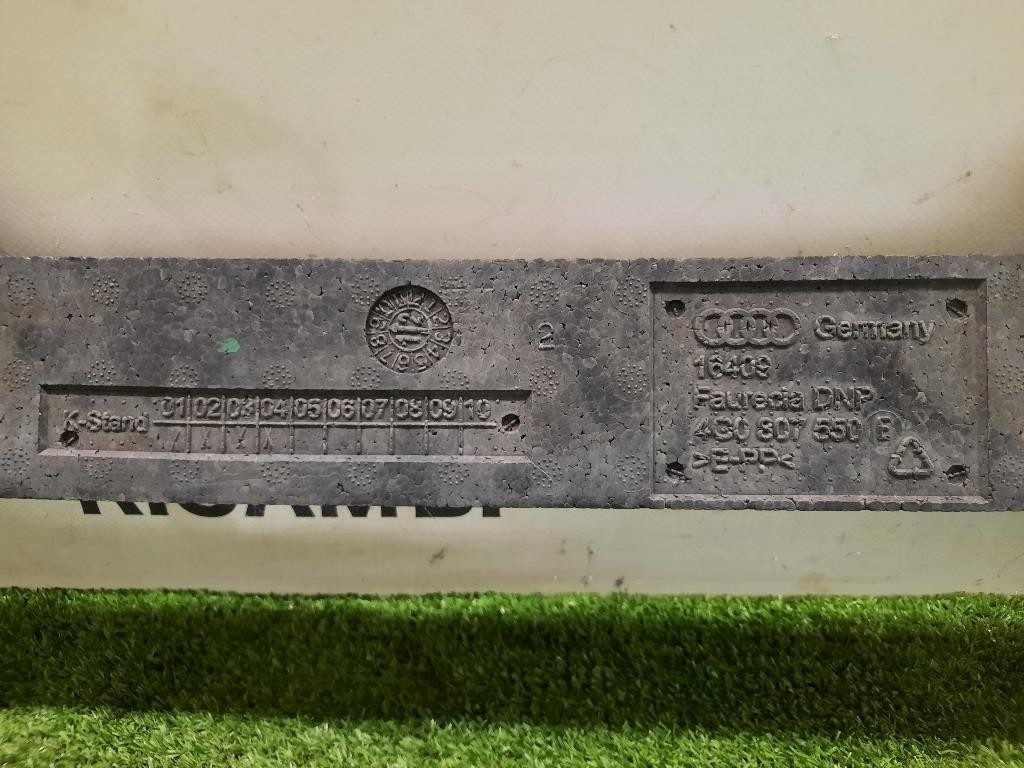 K-Stand 01 02 03 04 05 06 07 08 09 10
X X X X
2
Germany
16409
Faurecia DNP
4G0 807 550 B
>E-PP<
RICAMBI